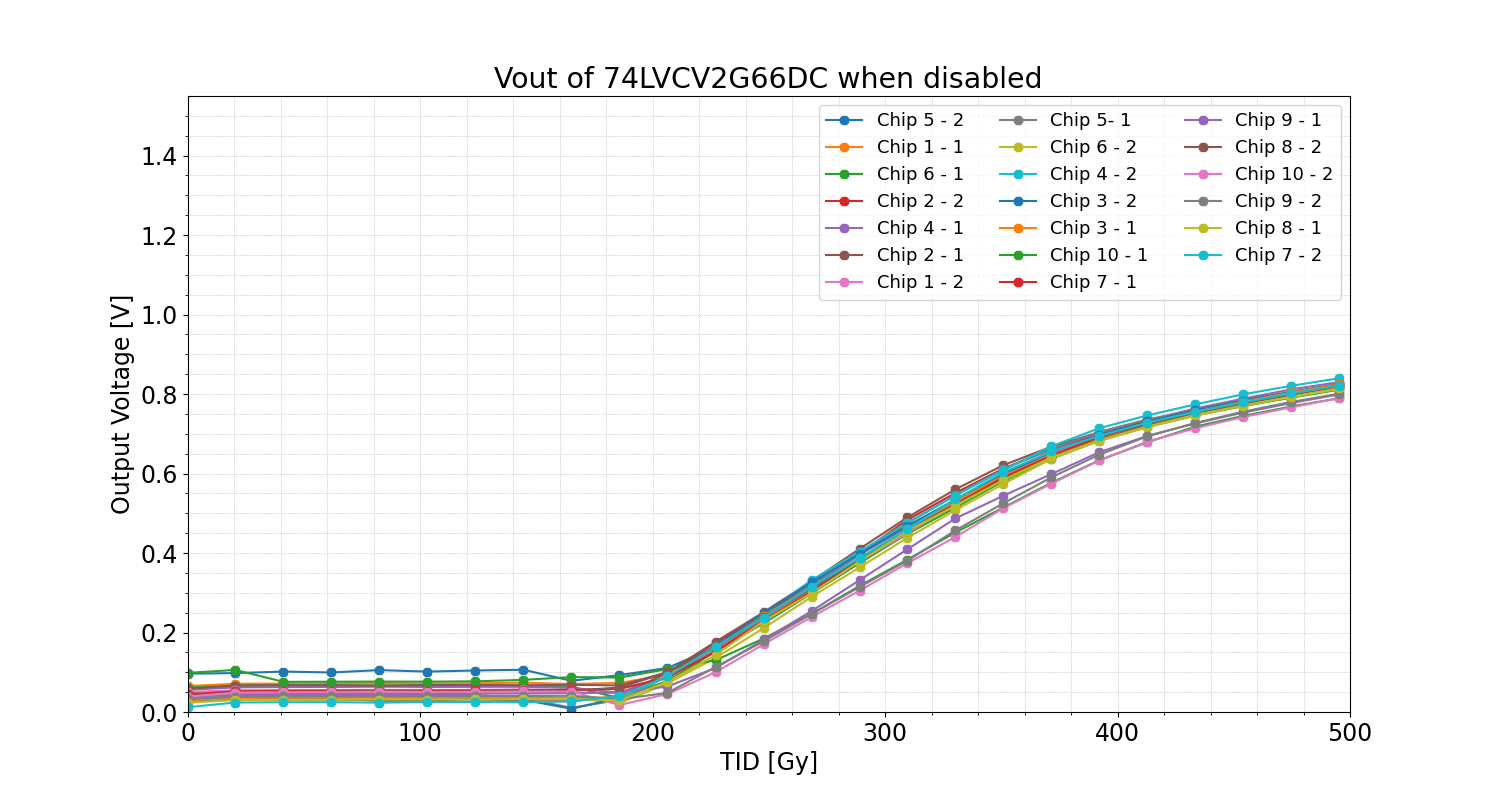 Vout of 74LVCV2G66DC when disabled
Output Voltage [V]
1.4
1.2
1.0
0.8
0.6
0.4
0.2
0.0
Chip 5 - 2
Chip 1 - 1
Chip 6 - 1
Chip 2 - 2
Chip 4 - 1
Chip 2 - 1
Chip 1 - 2
Chip 5- 1
Chip 6 - 2
Chip 4 - 2
Chip 3 - 2
Chip 3 - 1
Chip 10 - 1
Chip 7 - 1
Chip 9 - 1
Chip 8 - 2
Chip 10 - 2
Chip 9 - 2
Chip 8 - 1
Chip 7 - 2
0 100 200 300 400 500
TID [Gy]